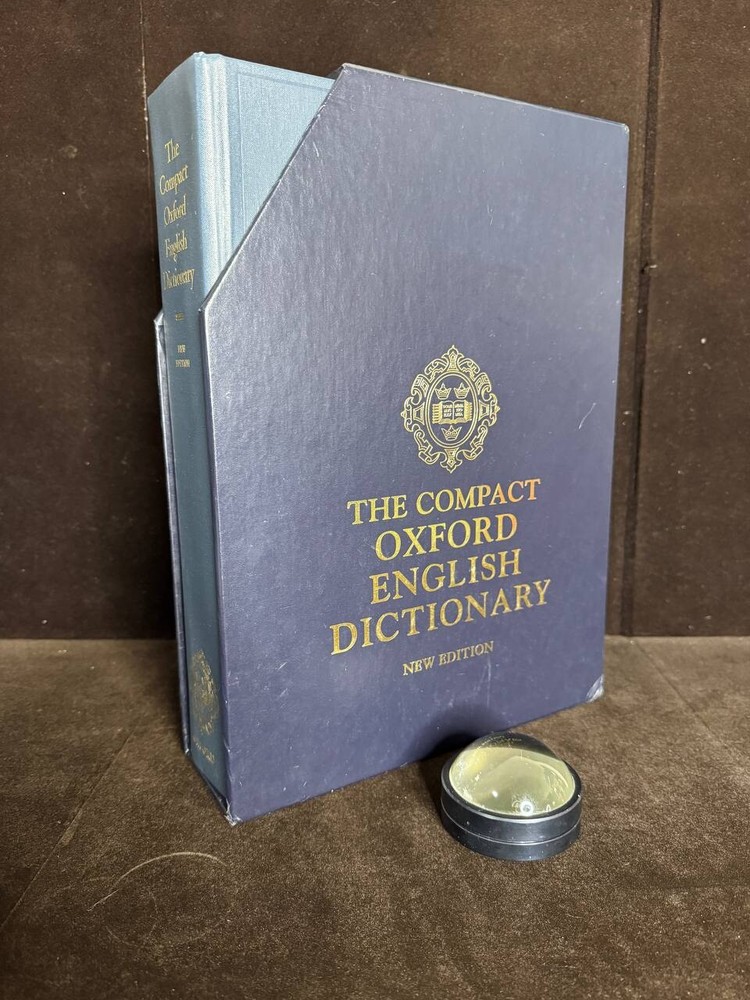 The
Compact
Oxford
English
Dictionary
NEW
EDITION
THE COMPACT
OXFORD
ENGLISH
DICTIONARY
NEW EDITION